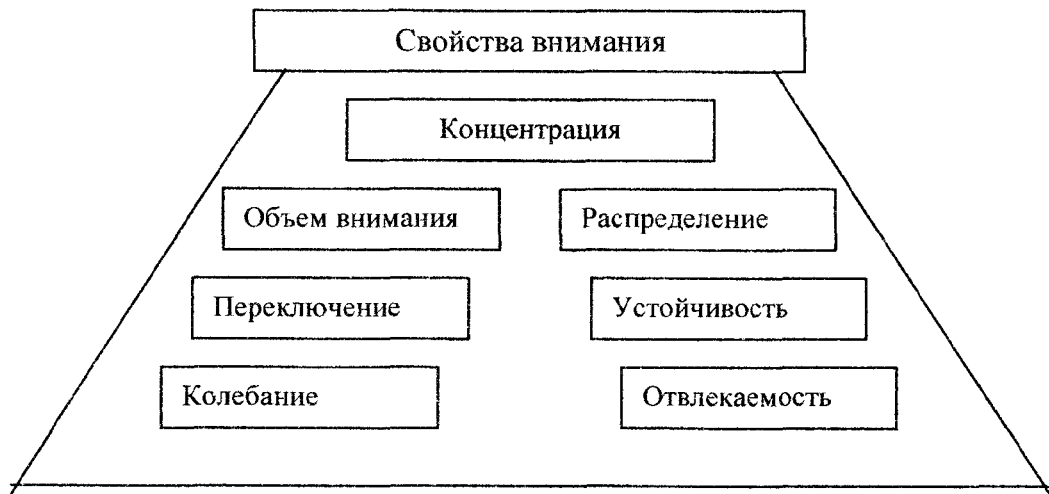 Свойства внимания
Концентрация
Объем внимания
Распределение
Переключение
Устойчивость
Колебание
Отвлекаемость